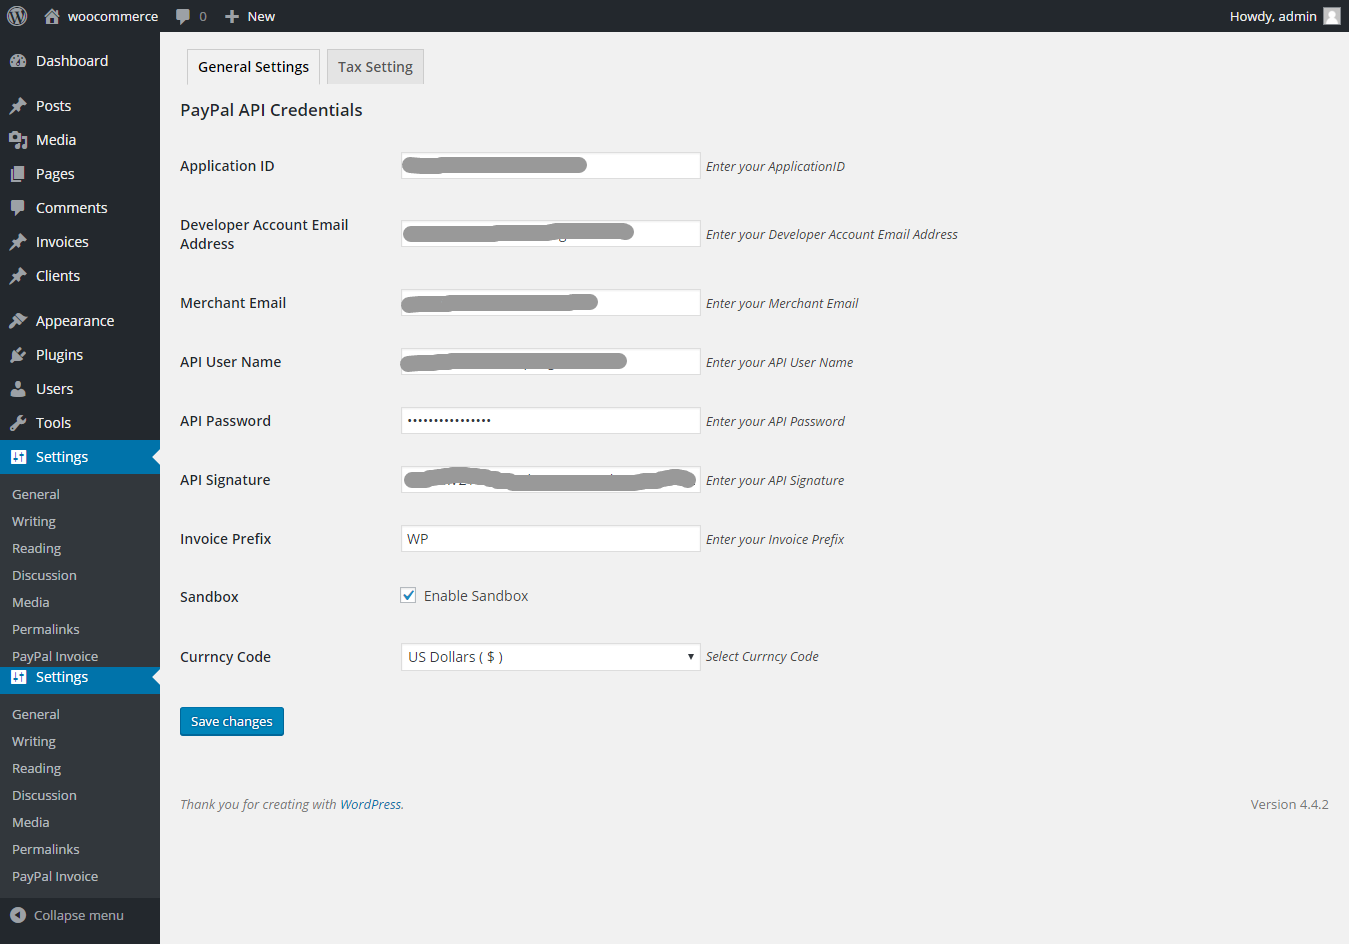 woocommerce 0 New Howdy, admin
Dashboard
Posts
Media
Pages
Comments
Invoices
Clients
Appearance
Plugins
Users
Tools
Settings
General
Writing
Reading
Discussion
Media
Permalinks
PayPal Invoice
Settings
General
Writing
Reading
Discussion
Media
Permalinks
PayPal Invoice
Collapse menu
General Settings Tax Setting
PayPal API Credentials
Application ID Enter your ApplicationID
Developer Account Email
Address Enter your Developer Account Email Address
Merchant Email Enter your Merchant Email
API User Name Enter your API User Name
API Password •••••••••••••••• Enter your API Password
API Signature Enter your API Signature
Invoice Prefix WP Enter your Invoice Prefix
Sandbox Enable Sandbox
Currncy Code US Dollars ( $ ) Select Currncy Code
Save changes
Thank you for creating with WordPress. Version 4.4.2